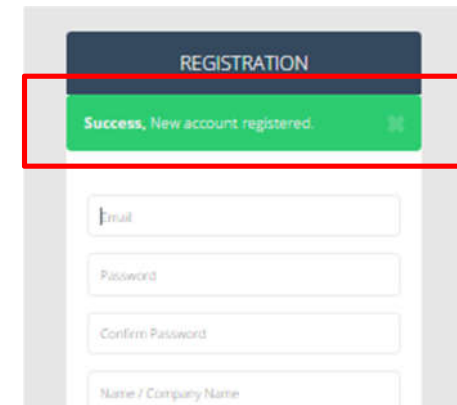 REGISTRATION
Success, New account registered.
Email
Password
Confirm Password
Name / Company Name